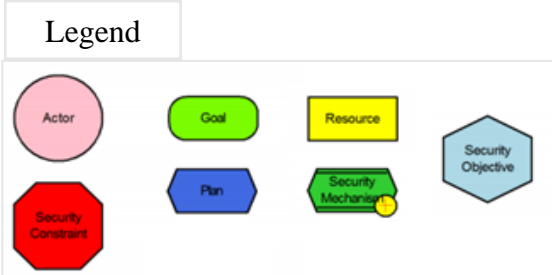 Legend
Actor
Goal
Resource
Security
Objective
Plan
Security
Mechanism
Security
Constraint